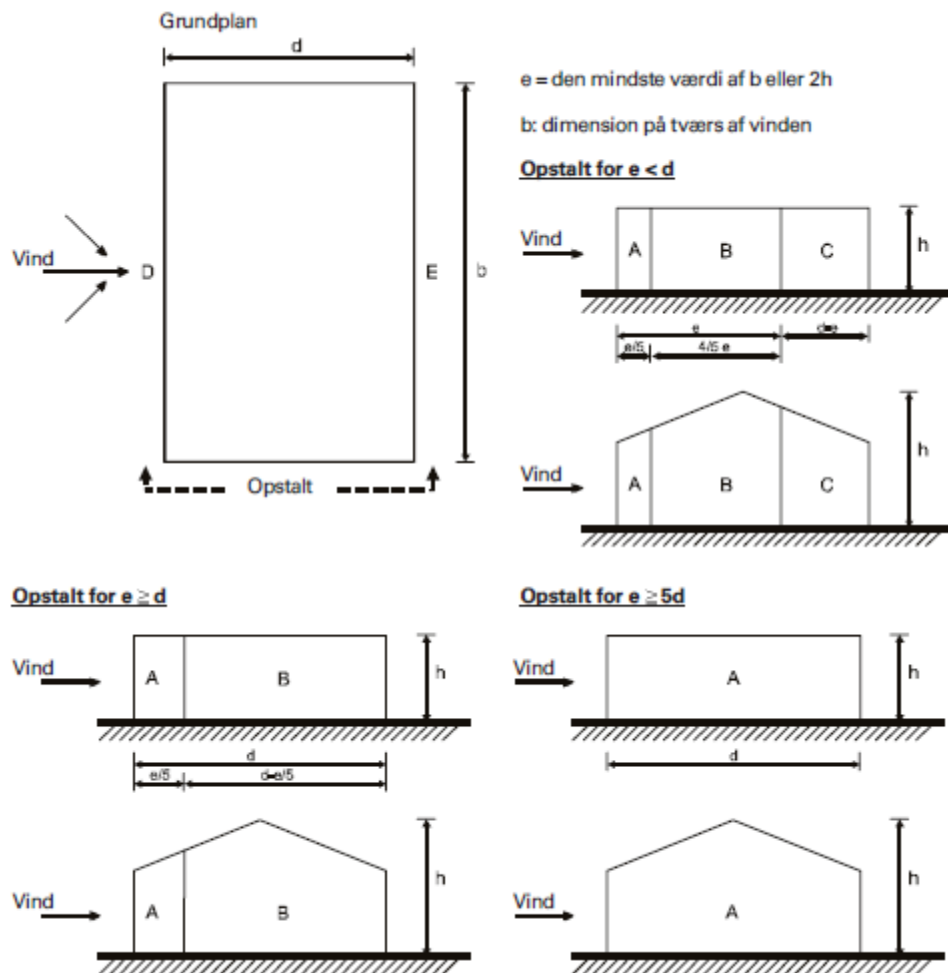 Grundplan
d
e = den mindste værdi af b eller 2h
b: dimension på tværs af vinden
Opstalt for e < d
Vind
D
E
b
Opstalt
Vind
A
B
C
h
e
d-e
e/5
4/5 e
Vind
A
B
C
h
Opstalt for e ≥ d
Vind
A
B
h
d
e/5
d-e/5
Vind
A
B
h
Opstalt for e ≥ 5d
Vind
A
h
d
Vind
A
h